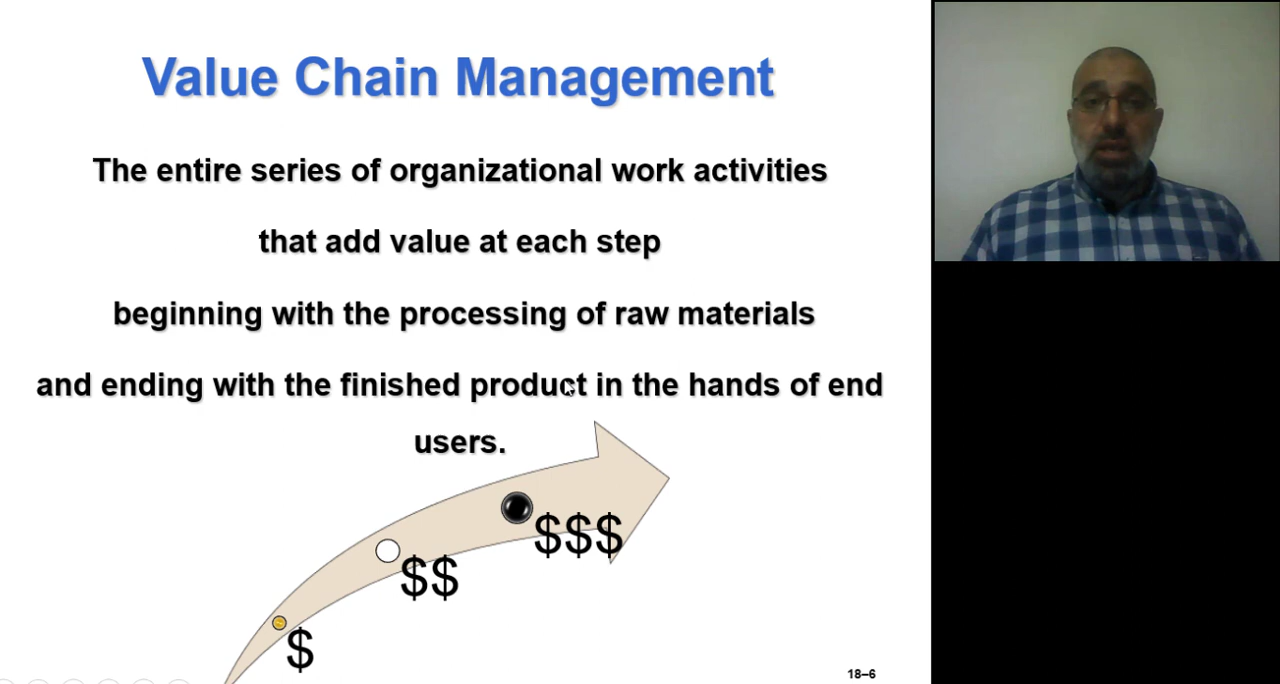 Value Chain Management
The entire series of organizational work activities
that add value at each step
beginning with the processing of raw materials
and ending with the finished product in the hands of end
users.
$$$
$$
$
18–6